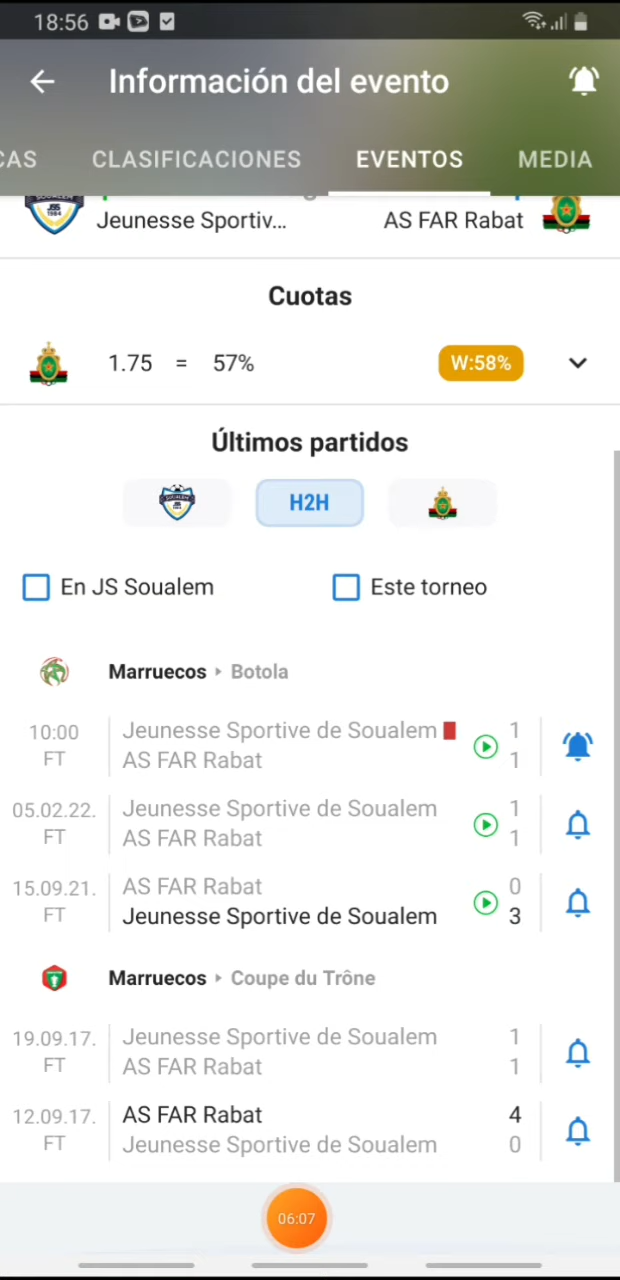 18:56
Información del evento
CAS CLASIFICACIONES EVENTOS MEDIA
Jeunesse Sportiv... AS FAR Rabat
Cuotas
1.75 = 57% W:58%
Últimos partidos
H2H
En JS Soualem Este torneo
Marruecos Botola
10:00 Jeunesse Sportive de Soualem 1
FT AS FAR Rabat 1
05.02.22. Jeunesse Sportive de Soualem 1
FT AS FAR Rabat 1
15.09.21. AS FAR Rabat 0
FT Jeunesse Sportive de Soualem 3
Marruecos Coupe du Trône
19.09.17. Jeunesse Sportive de Soualem 1
FT AS FAR Rabat 1
12.09.17. AS FAR Rabat 4
FT Jeunesse Sportive de Soualem 0
06:07